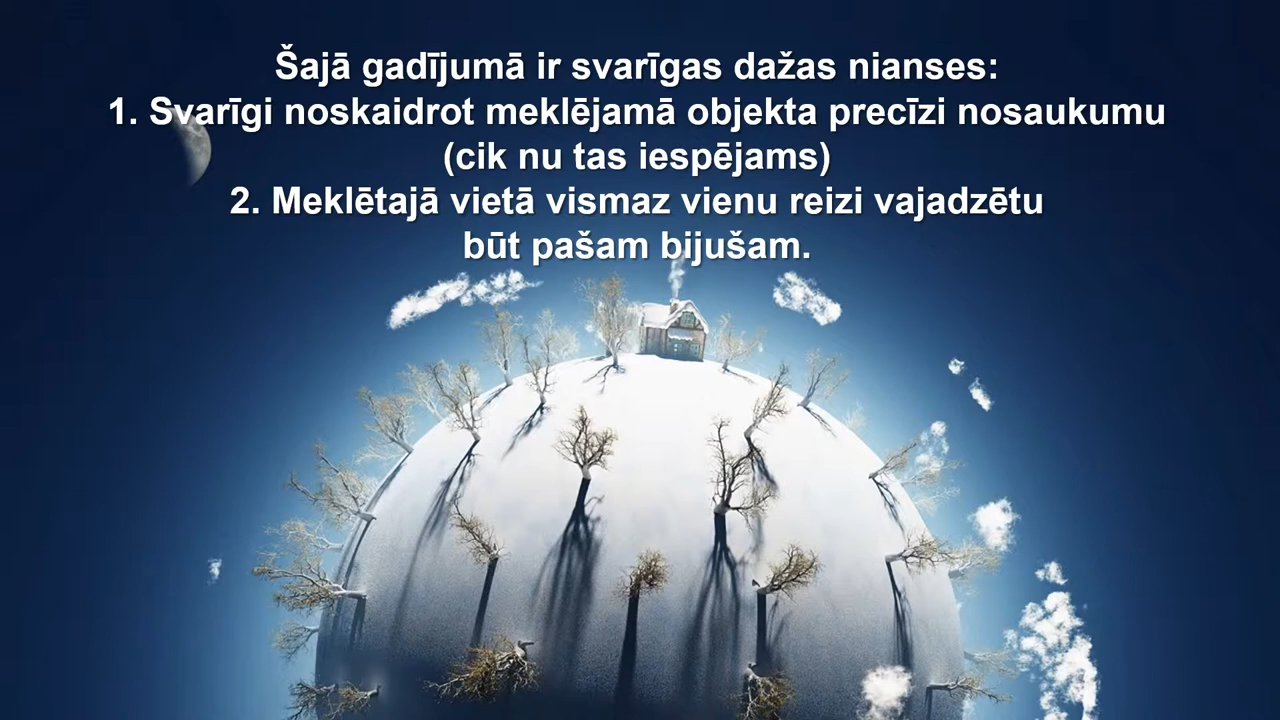 Šajā gadījumā ir svarīgas dažas nianses:
1. Svarīgi noskaidrot meklējamā objekta precīzi nosaukumu
(cik nu tas iespējams)
2. Meklētajā vietā vismaz vienu reizi vajadzētu
būt pašam bijušam.